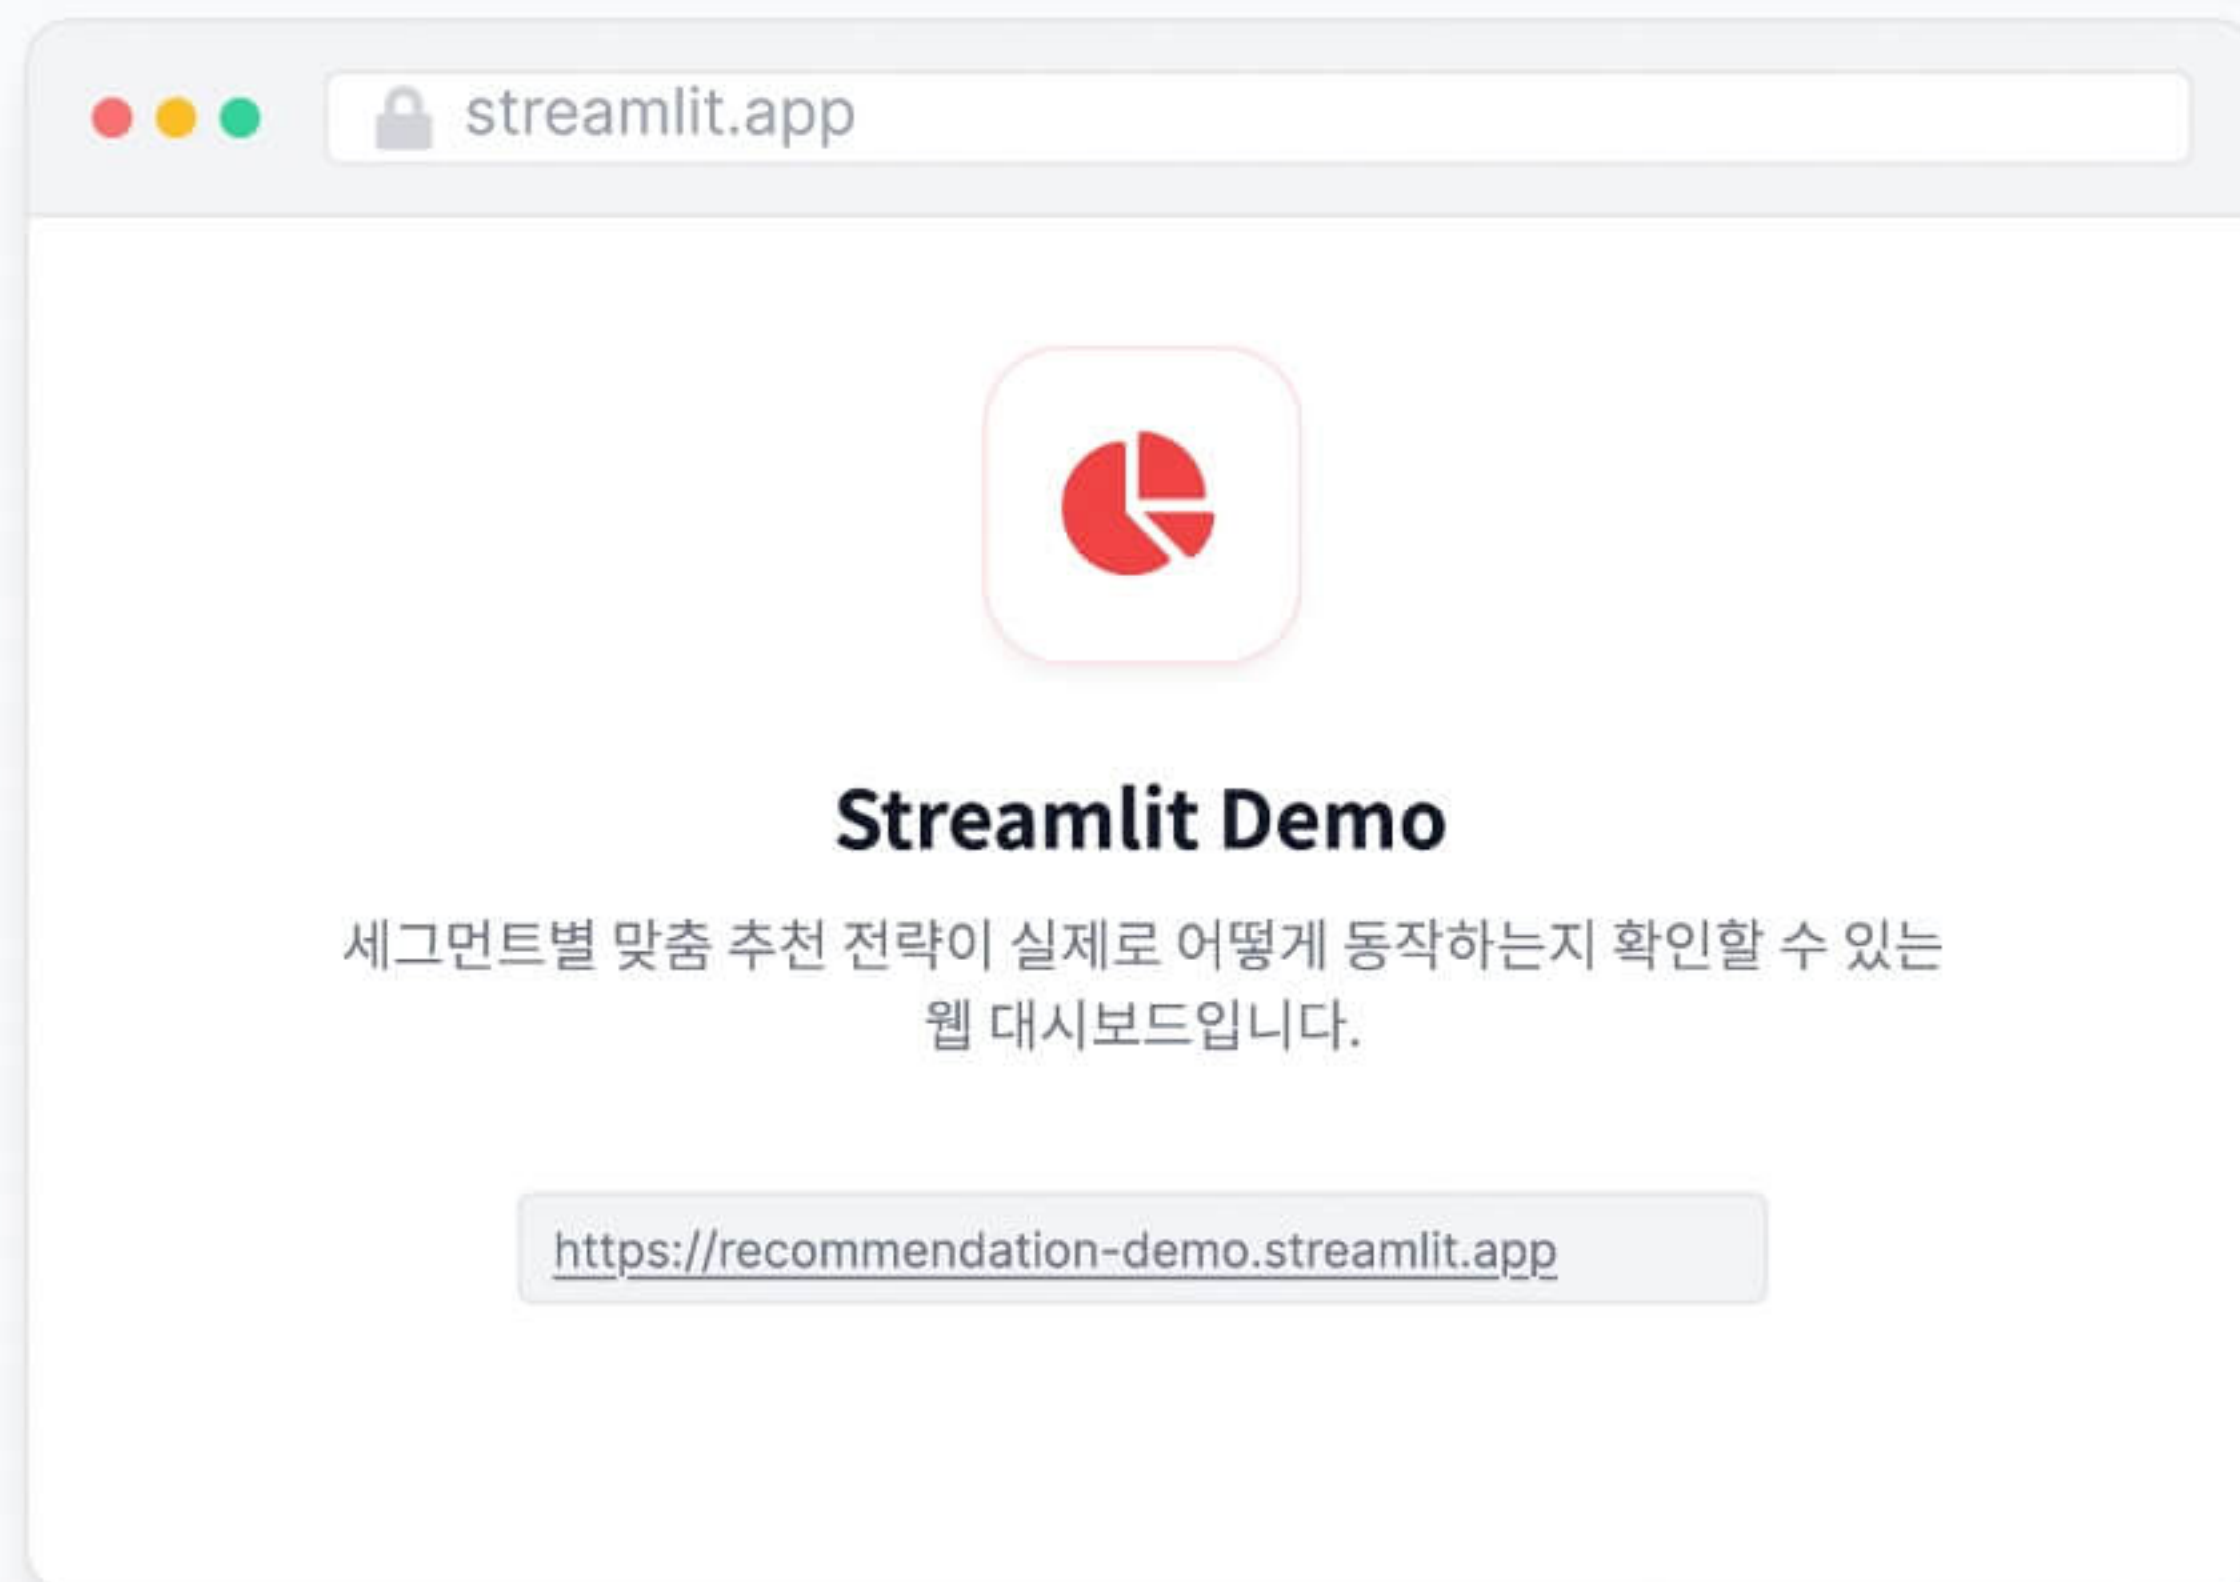 streamlit.app
Streamlit Demo
세그먼트별 맞춤 추천 전략이 실제로 어떻게 동작하는지 확인할 수 있는
웹 대시보드입니다.
https://recommendation-demo.streamlit.app